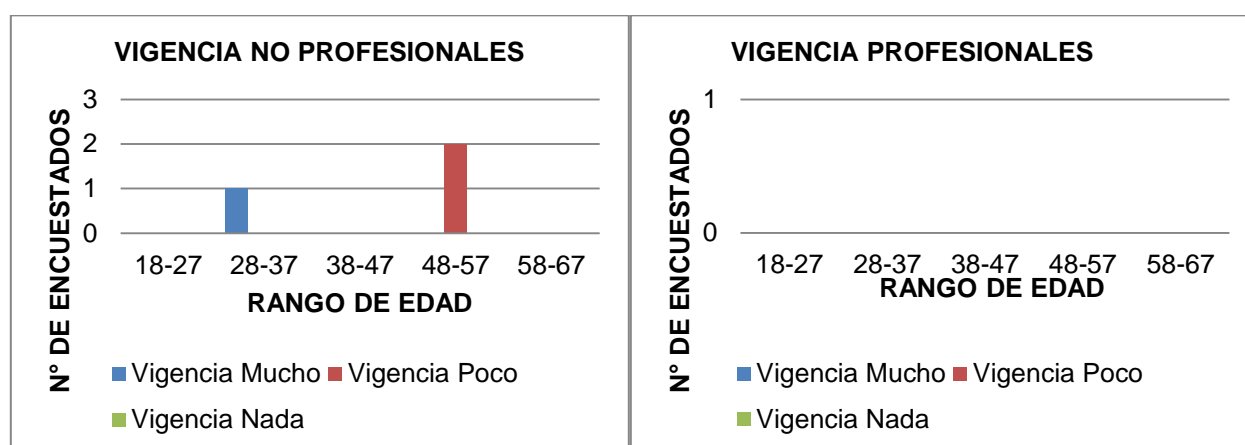 VIGENCIA NO PROFESIONALES
N° DE ENCUESTADOS
3
2
1
0
18-27 28-37 38-47 48-57 58-67
RANGO DE EDAD
Vigencia Mucho Vigencia Poco
Vigencia Nada
VIGENCIA PROFESIONALES
N° DE ENCUESTADOS
1
0
18-27 28-37 38-47 48-57 58-67
RANGO DE EDAD
Vigencia Mucho Vigencia Poco
Vigencia Nada